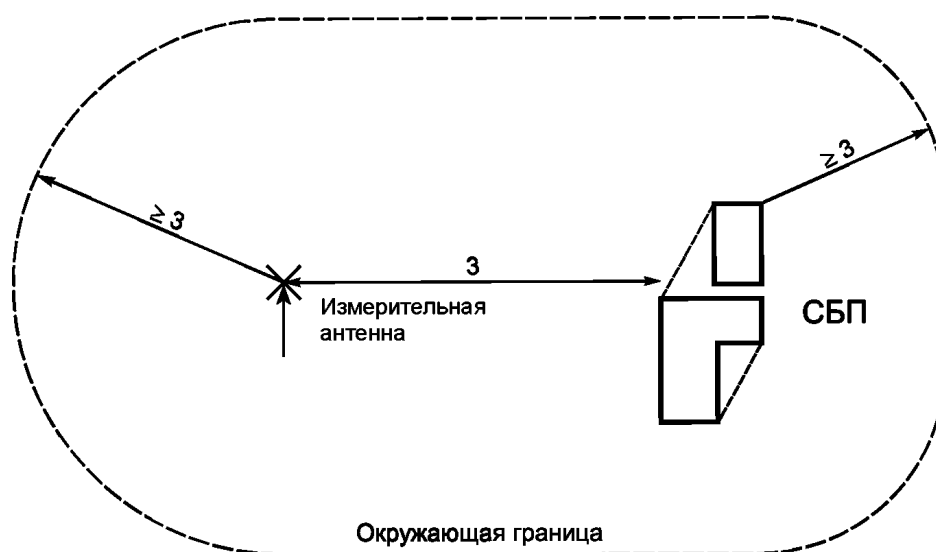 ≥ 3
≥ 3
3
Измерительная
антенна
СБП
Окружающая граница